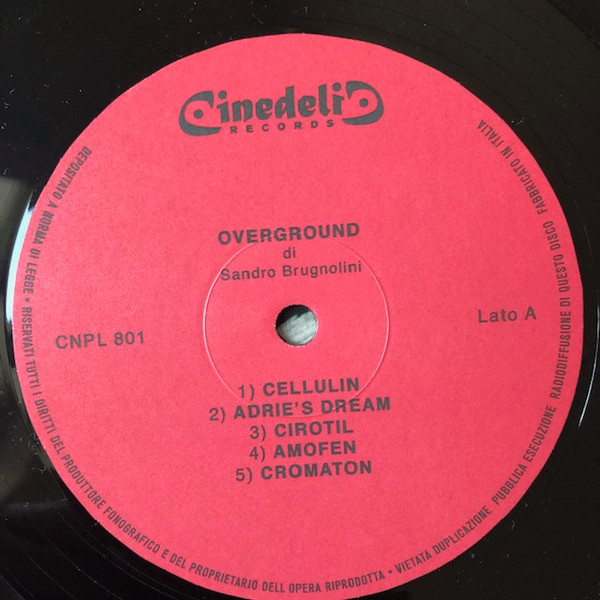 Cinedelic
RECORDS
OVERGROUND
di
Sandro Brugnolini
CNPL 801
Lato A
1) CELLULIN
2) ADRIE'S DREAM
3) CIROTIL
4) AMOFEN
5) CROMATON
DEPOSITATO A NORMA DI LEGGE • RISERVATI TUTTI I DIRITTI DEL PRODUTTORE FONOGRAFICO E DEL PROPRIETARIO DELL OPERA RIPRODOTTA • VIETATA DUPLICAZIONE PUBBLICA ESECUZIONE RADIODIFFUSIONE DI QUESTO DISCO FABBRICATO IN ITALIA